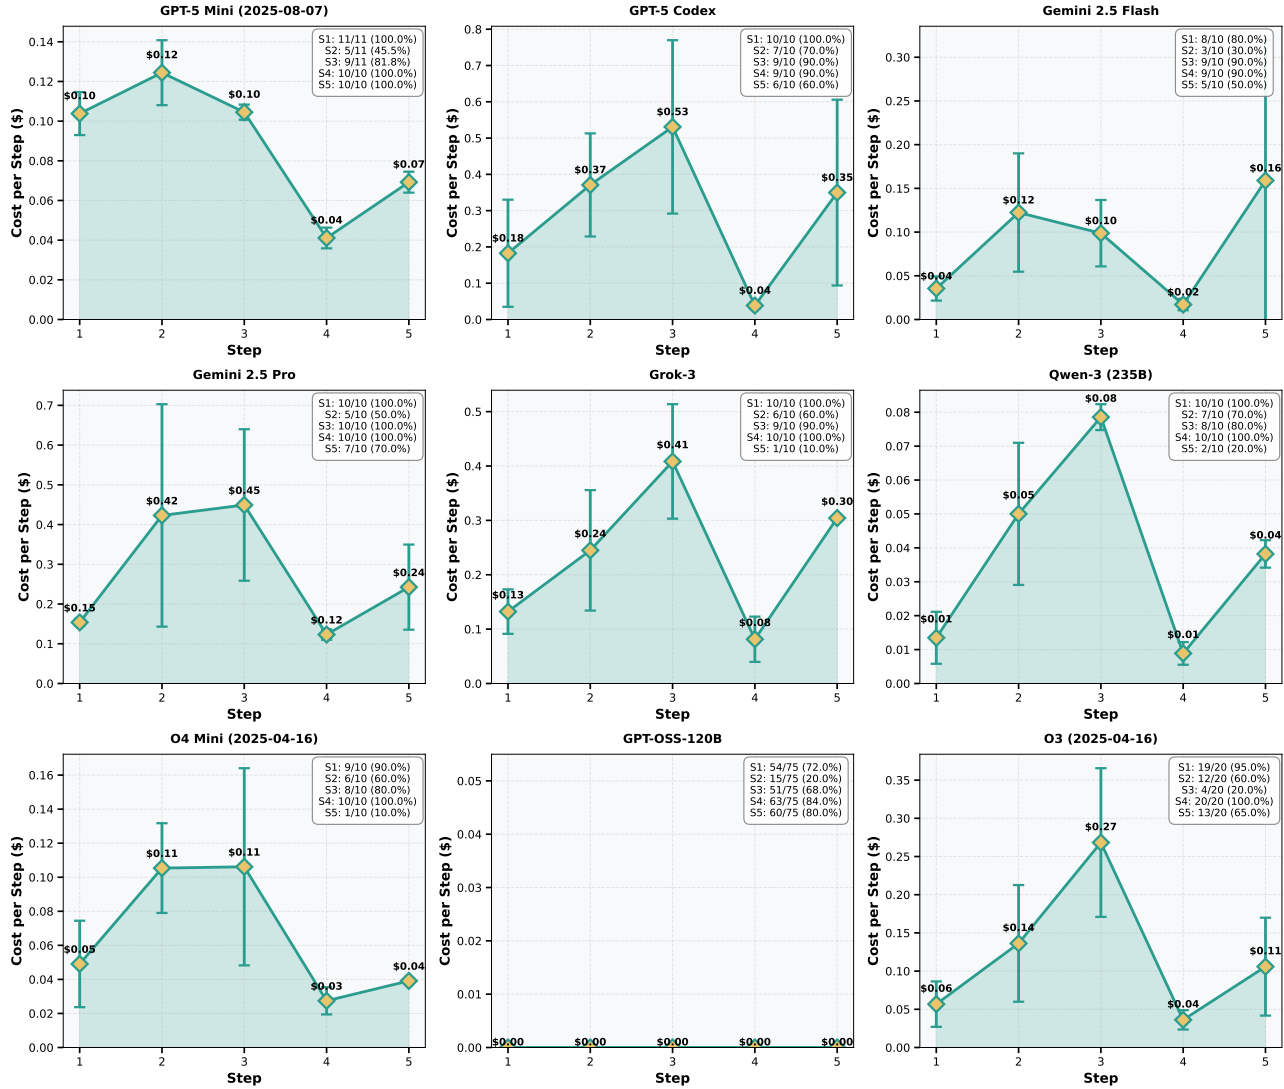 GPT-5 Mini (2025-08-07)
Cost per Step ($)
0.14
0.12
0.10
0.08
0.06
0.04
0.02
0.00
$0.10
$0.12
$0.10
$0.04
$0.07
S1: 11/11 (100.0%)
S2: 5/11 (45.5%)
S3: 9/11 (81.8%)
S4: 10/10 (100.0%)
S5: 10/10 (100.0%)
1 2 3 4 5
Step
GPT-5 Codex
Cost per Step ($)
0.8
0.7
0.6
0.5
0.4
0.3
0.2
0.1
0.0
$0.18
$0.37
$0.53
$0.04
$0.35
S1: 10/10 (100.0%)
S2: 7/10 (70.0%)
S3: 9/10 (90.0%)
S4: 9/10 (90.0%)
S5: 6/10 (60.0%)
1 2 3 4 5
Step
Gemini 2.5 Flash
Cost per Step ($)
0.30
0.25
0.20
0.15
0.10
0.05
0.00
$0.04
$0.12
$0.10
$0.02
$0.16
S1: 8/10 (80.0%)
S2: 3/10 (30.0%)
S3: 9/10 (90.0%)
S4: 9/10 (90.0%)
S5: 5/10 (50.0%)
1 2 3 4 5
Step
Gemini 2.5 Pro
Cost per Step ($)
0.7
0.6
0.5
0.4
0.3
0.2
0.1
0.0
$0.15
$0.42
$0.45
$0.12
$0.24
S1: 10/10 (100.0%)
S2: 5/10 (50.0%)
S3: 10/10 (100.0%)
S4: 10/10 (100.0%)
S5: 7/10 (70.0%)
1 2 3 4 5
Step
Grok-3
Cost per Step ($)
0.5
0.4
0.3
0.2
0.1
0.0
$0.13
$0.24
$0.41
$0.08
$0.30
S1: 10/10 (100.0%)
S2: 6/10 (60.0%)
S3: 9/10 (90.0%)
S4: 10/10 (100.0%)
S5: 1/10 (10.0%)
1 2 3 4 5
Step
Qwen-3 (235B)
Cost per Step ($)
0.08
0.07
0.06
0.05
0.04
0.03
0.02
0.01
0.00
$0.01
$0.05
$0.08
$0.01
$0.04
S1: 10/10 (100.0%)
S2: 7/10 (70.0%)
S3: 8/10 (80.0%)
S4: 10/10 (100.0%)
S5: 2/10 (20.0%)
1 2 3 4 5
Step
O4 Mini (2025-04-16)
Cost per Step ($)
0.16
0.14
0.12
0.10
0.08
0.06
0.04
0.02
0.00
$0.05
$0.11
$0.11
$0.03
$0.04
S1: 9/10 (90.0%)
S2: 6/10 (60.0%)
S3: 8/10 (80.0%)
S4: 10/10 (100.0%)
S5: 1/10 (10.0%)
1 2 3 4 5
Step
GPT-OSS-120B
Cost per Step ($)
0.05
0.04
0.03
0.02
0.01
0.00
$0.00
$0.00
$0.00
$0.00
$0.00
S1: 54/75 (72.0%)
S2: 15/75 (20.0%)
S3: 51/75 (68.0%)
S4: 63/75 (84.0%)
S5: 60/75 (80.0%)
1 2 3 4 5
Step
O3 (2025-04-16)
Cost per Step ($)
0.35
0.30
0.25
0.20
0.15
0.10
0.05
0.00
$0.06
$0.14
$0.27
$0.04
$0.11
S1: 19/20 (95.0%)
S2: 12/20 (60.0%)
S3: 4/20 (20.0%)
S4: 20/20 (100.0%)
S5: 13/20 (65.0%)
1 2 3 4 5
Step